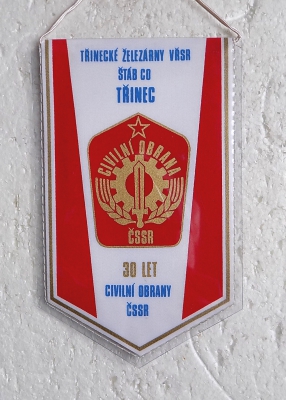 TŘINECKÉ ŽELEZÁRNY VŘSR
ŠTÁB CO
TŘINEC
CIVILNÍ OBRANA
ČSSR
30 LET
CIVILNÍ OBRANY
ČSSR